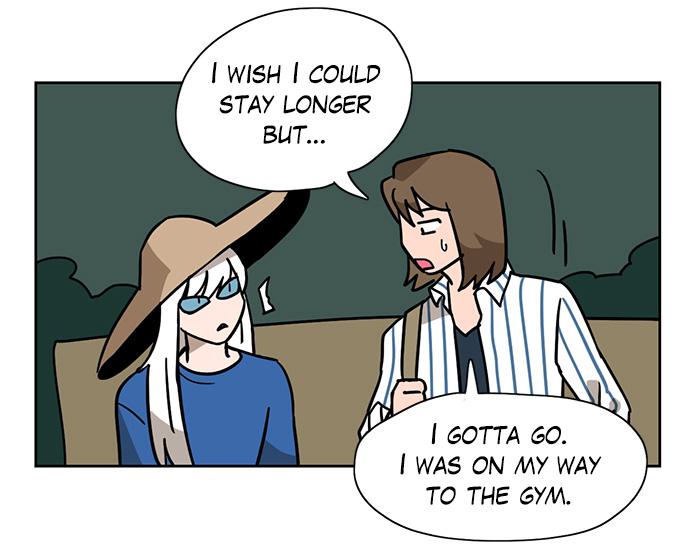 I WISH I COULD
STAY LONGER
BUT...
I GOTTA GO.
I WAS ON MY WAY
TO THE GYM.